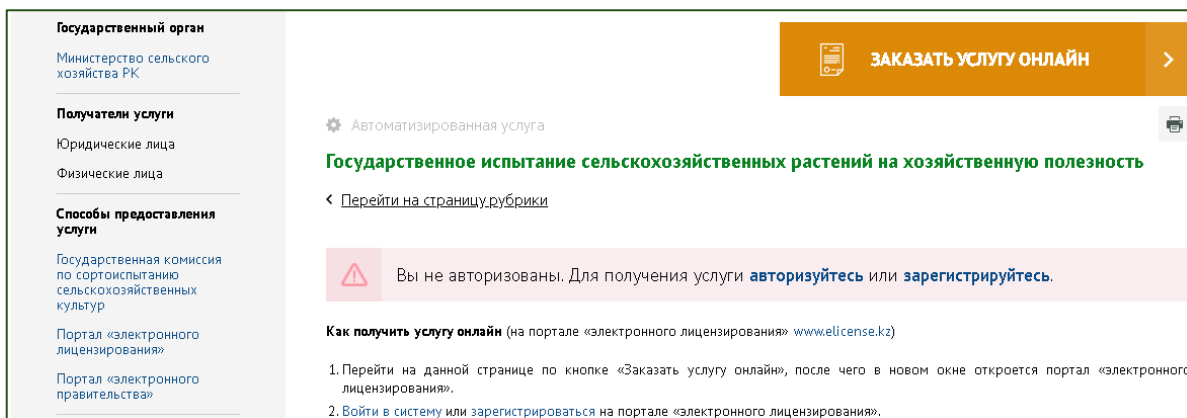 Государственный орган
Министерство сельского
хозяйства РК
Получатели услуги
Юридические лица
Физические лица
Способы предоставления
услуги
Государственная комиссия
по сортоиспытанию
сельскохозяйственных
культур
Портал «электронного
лицензирования»
Портал «электронного
правительства»
ЗАКАЗАТЬ УСЛУГУ ОНЛАЙН
Автоматизированная услуга
Государственное испытание сельскохозяйственных растений на хозяйственную полезность
Перейти на страницу рубрики
Вы не авторизованы. Для получения услуги авторизуйтесь или зарегистрируйтесь.
Как получить услугу онлайн (на портале «электронного лицензирования» www.elicense.kz)
1. Перейти на данной странице по кнопке «Заказать услугу онлайн», после чего в новом окне откроется портал «электронного
лицензирования».
2. Войти в систему или зарегистрироваться на портале «электронного лицензирования».